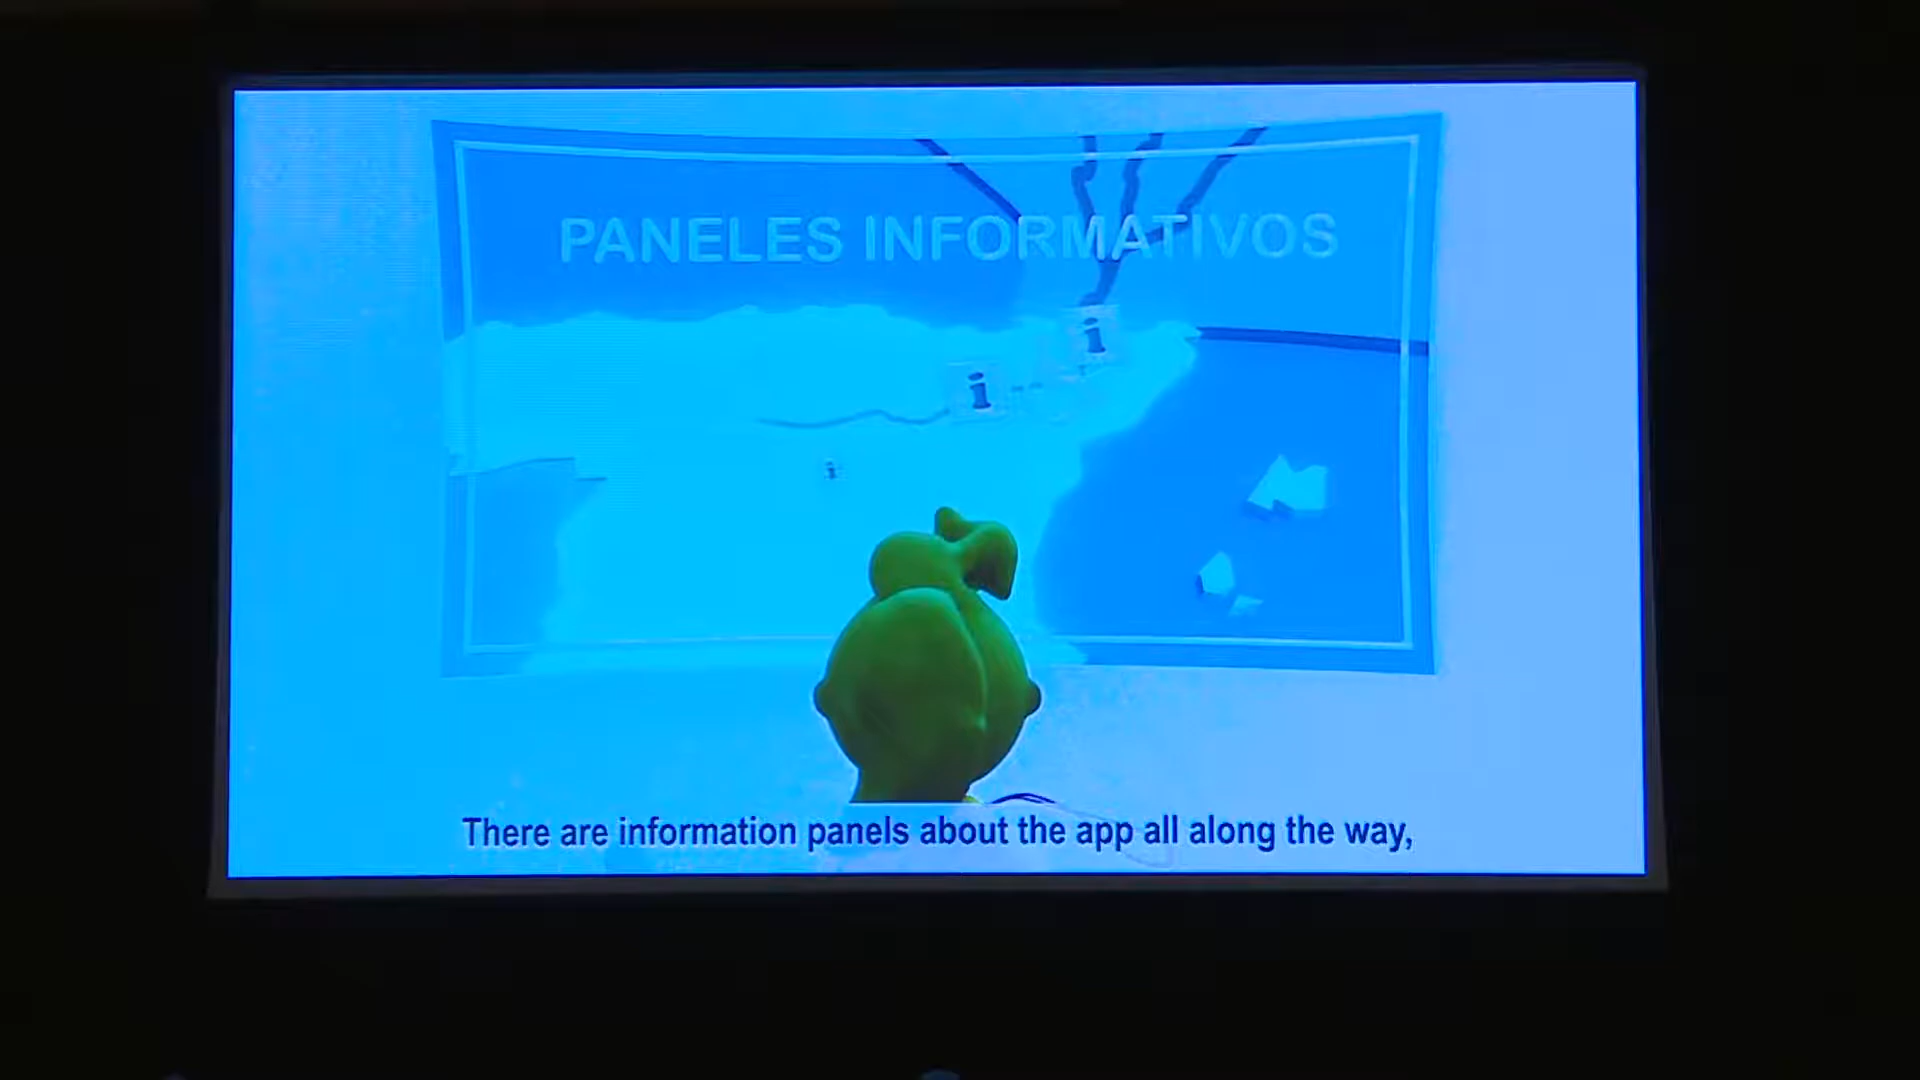 PANELES INFORMATIVOS
i
i
i
There are information panels about the app all along the way,